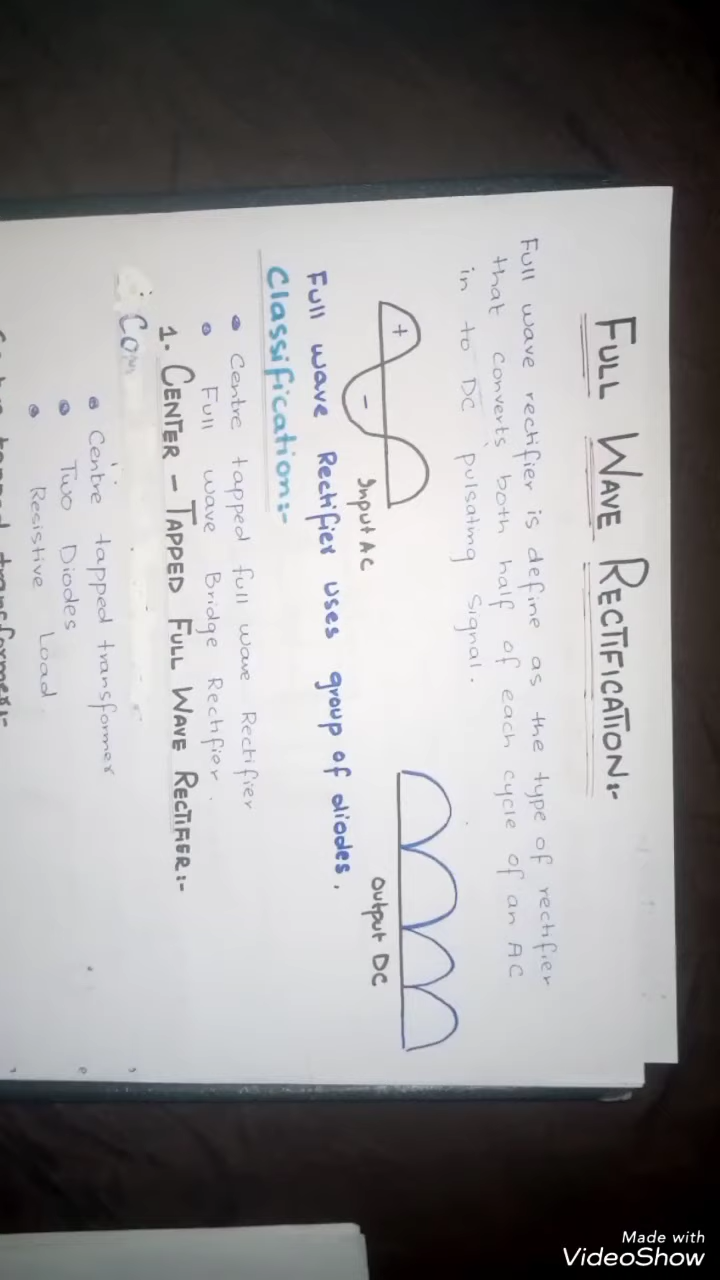 FULL WAVE RECTIFICATION:-
Full wave rectifier is define as the type of rectifier
that converts both half of each cycle of an AC
in to DC pulsating signal.
+
-
Input AC
Output DC
Full wave Rectifier uses group of diodes.
Classification:-
• Centre tapped full wave Rectifier
• Full wave Bridge Rectifier.
1. CENTER - TAPPED FULL WAVE RECTIFIER:-
Com
• Centre tapped transformer
• Two Diodes
• Resistive Load.
tapped transformer:-
Made with
VideoShow